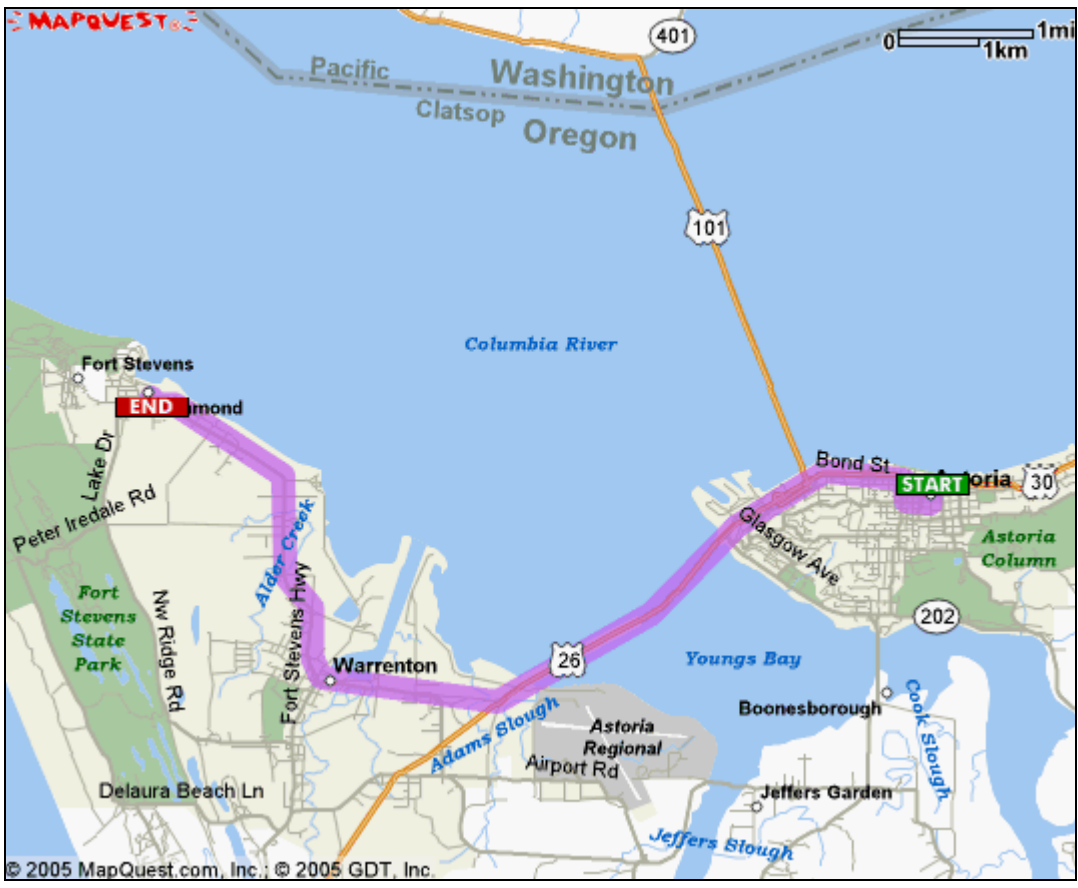 MAPQUEST
401
0
1mi
1km
Pacific
Washington
Clatsop
Oregon
101
Columbia River
Fort Stevens
END
mmond
Lake Dr
Peter Iredale Rd
Bond St
START
Astoria
30
Glasgow Ave
Astoria
Column
Alder Creek
Fort
Stevens
State
Park
Nw Ridge Rd
Fort Stevens Hwy
202
Warrenton
26
Youngs Bay
Boonesborough
Cook Slough
Adams Slough
Astoria
Regional
Airport Rd
Delaura Beach Ln
Jeffers Garden
Jeffers Slough
© 2005 MapQuest.com, Inc.; © 2005 GDT, Inc.